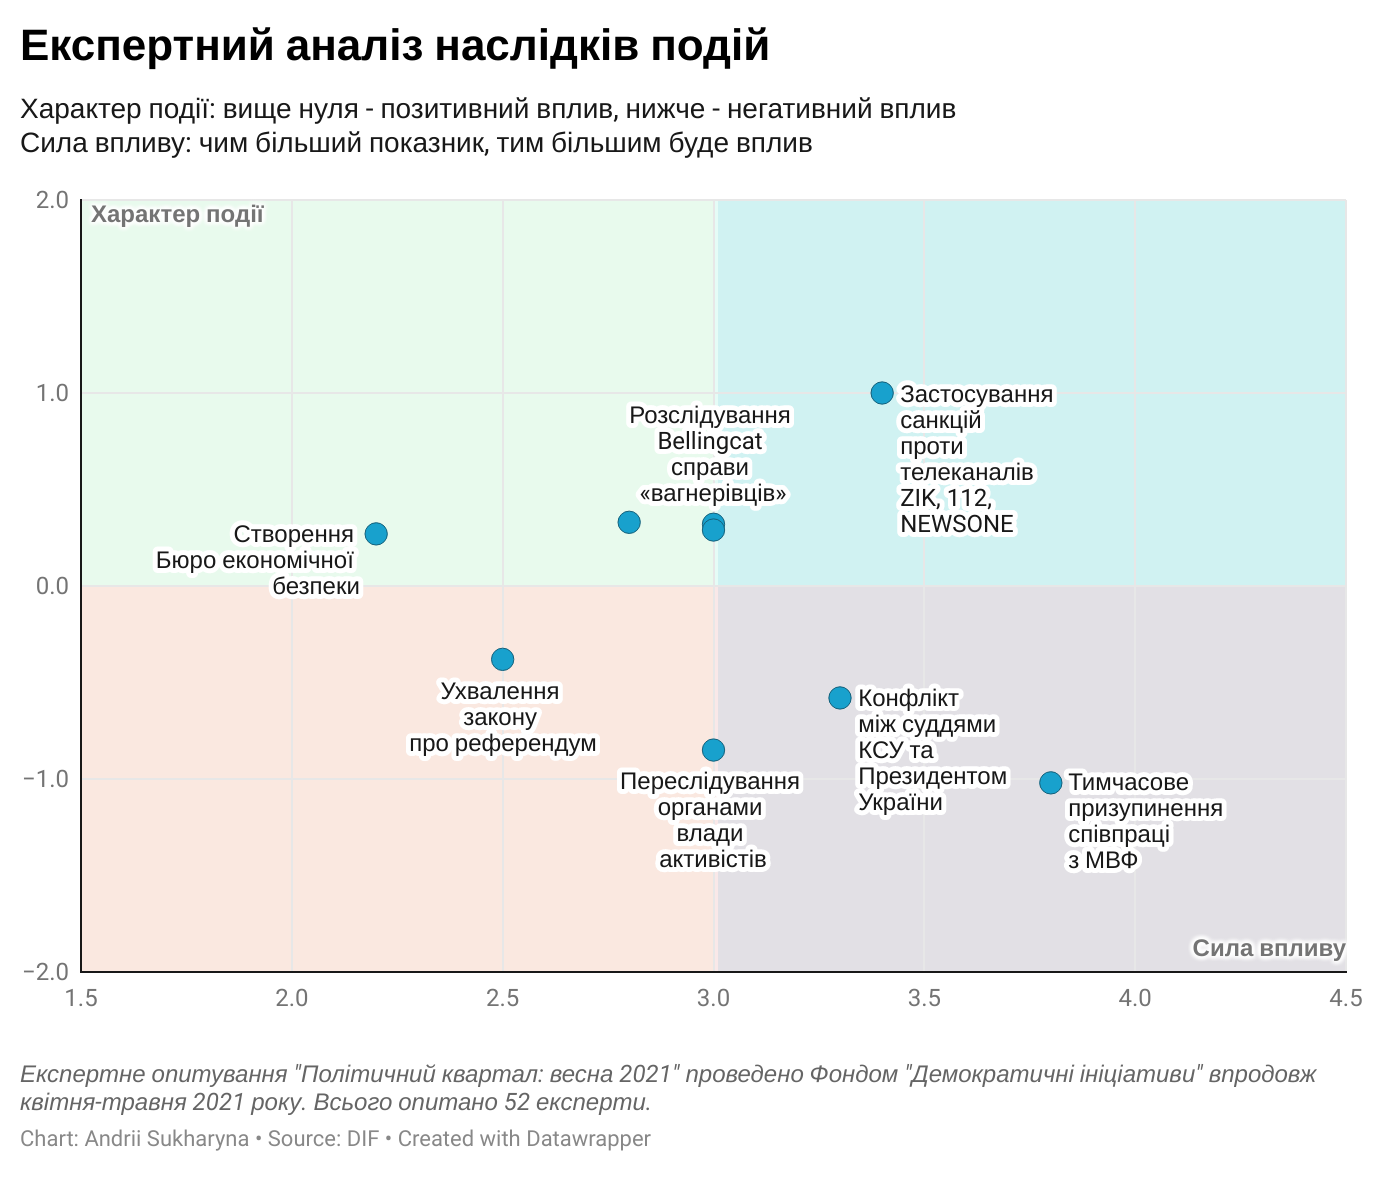 Експертний аналіз наслідків подій
Характер події: вище нуля - позитивний вплив, нижче - негативний вплив
Сила впливу: чим більший показник, тим більшим буде вплив
2.0
Характер події
1.0
Застосування
санкцій
проти
телеканалів
ZIK, 112,
NEWSONE
Розслідування
Bellingcat
справи
«вагнерівців»
Створення
Бюро економічної
безпеки
0.0
Ухвалення
закону
про референдум
Конфлікт
між суддями
КСУ та
Президентом
України
−1.0
Переслідування
органами
влади
активістів
Тимчасове
призупинення
співпраці
з МВФ
Сила впливу
−2.0
1.5 2.0 2.5 3.0 3.5 4.0 4.5
Експертне опитування "Політичний квартал: весна 2021" проведено Фондом "Демократичні ініціативи" впродовж
квітня-травня 2021 року. Всього опитано 52 експерти.
Chart: Andrii Sukharyna • Source: DIF • Created with Datawrapper